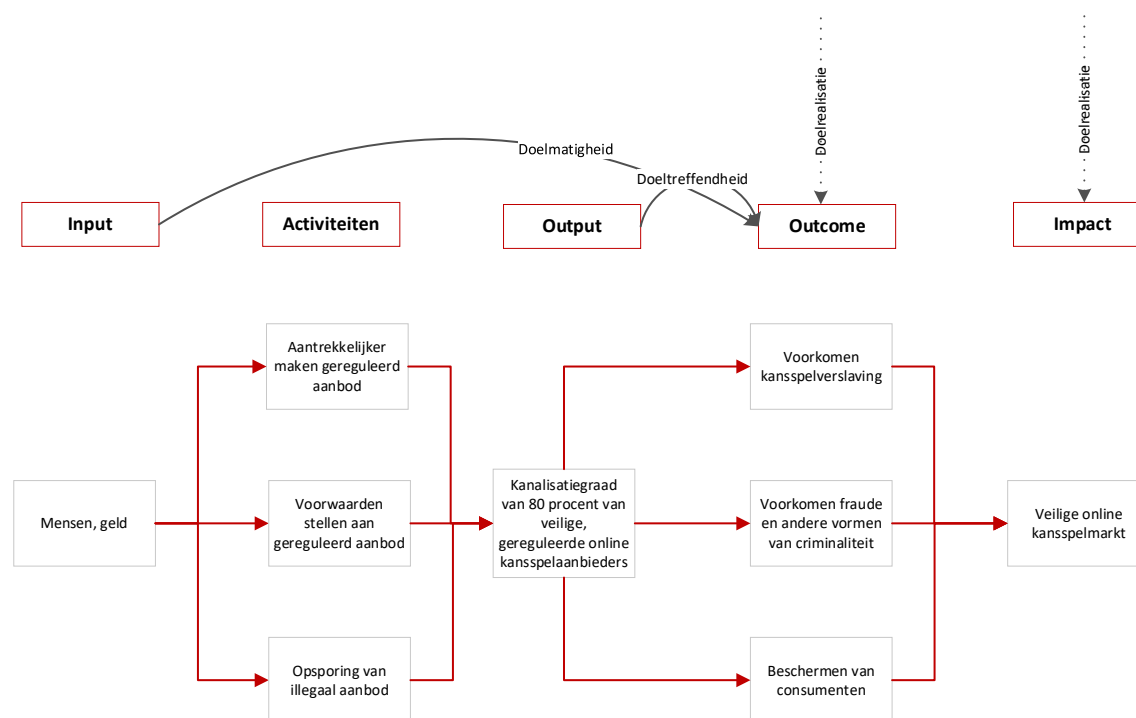 Doelrealisatie
Doelrealisatie
Doelmatigheid
Doeltreffendheid
Input
Activiteiten
Output
Outcome
Impact
Aantrekkelijker
maken gereguleerd
aanbod
Voorkomen
kansspelverslaving
Mensen, geld
Voorwaarden
stellen aan
gereguleerd aanbod
Kanalisatiegraad
van 80 procent van
veilige,
gereguleerde online
kansspelaanbieders
Voorkomen fraude
en andere vormen
van criminaliteit
Veilige online
kansspelmarkt
Opsporing van
illegaal aanbod
Beschermen van
consumenten